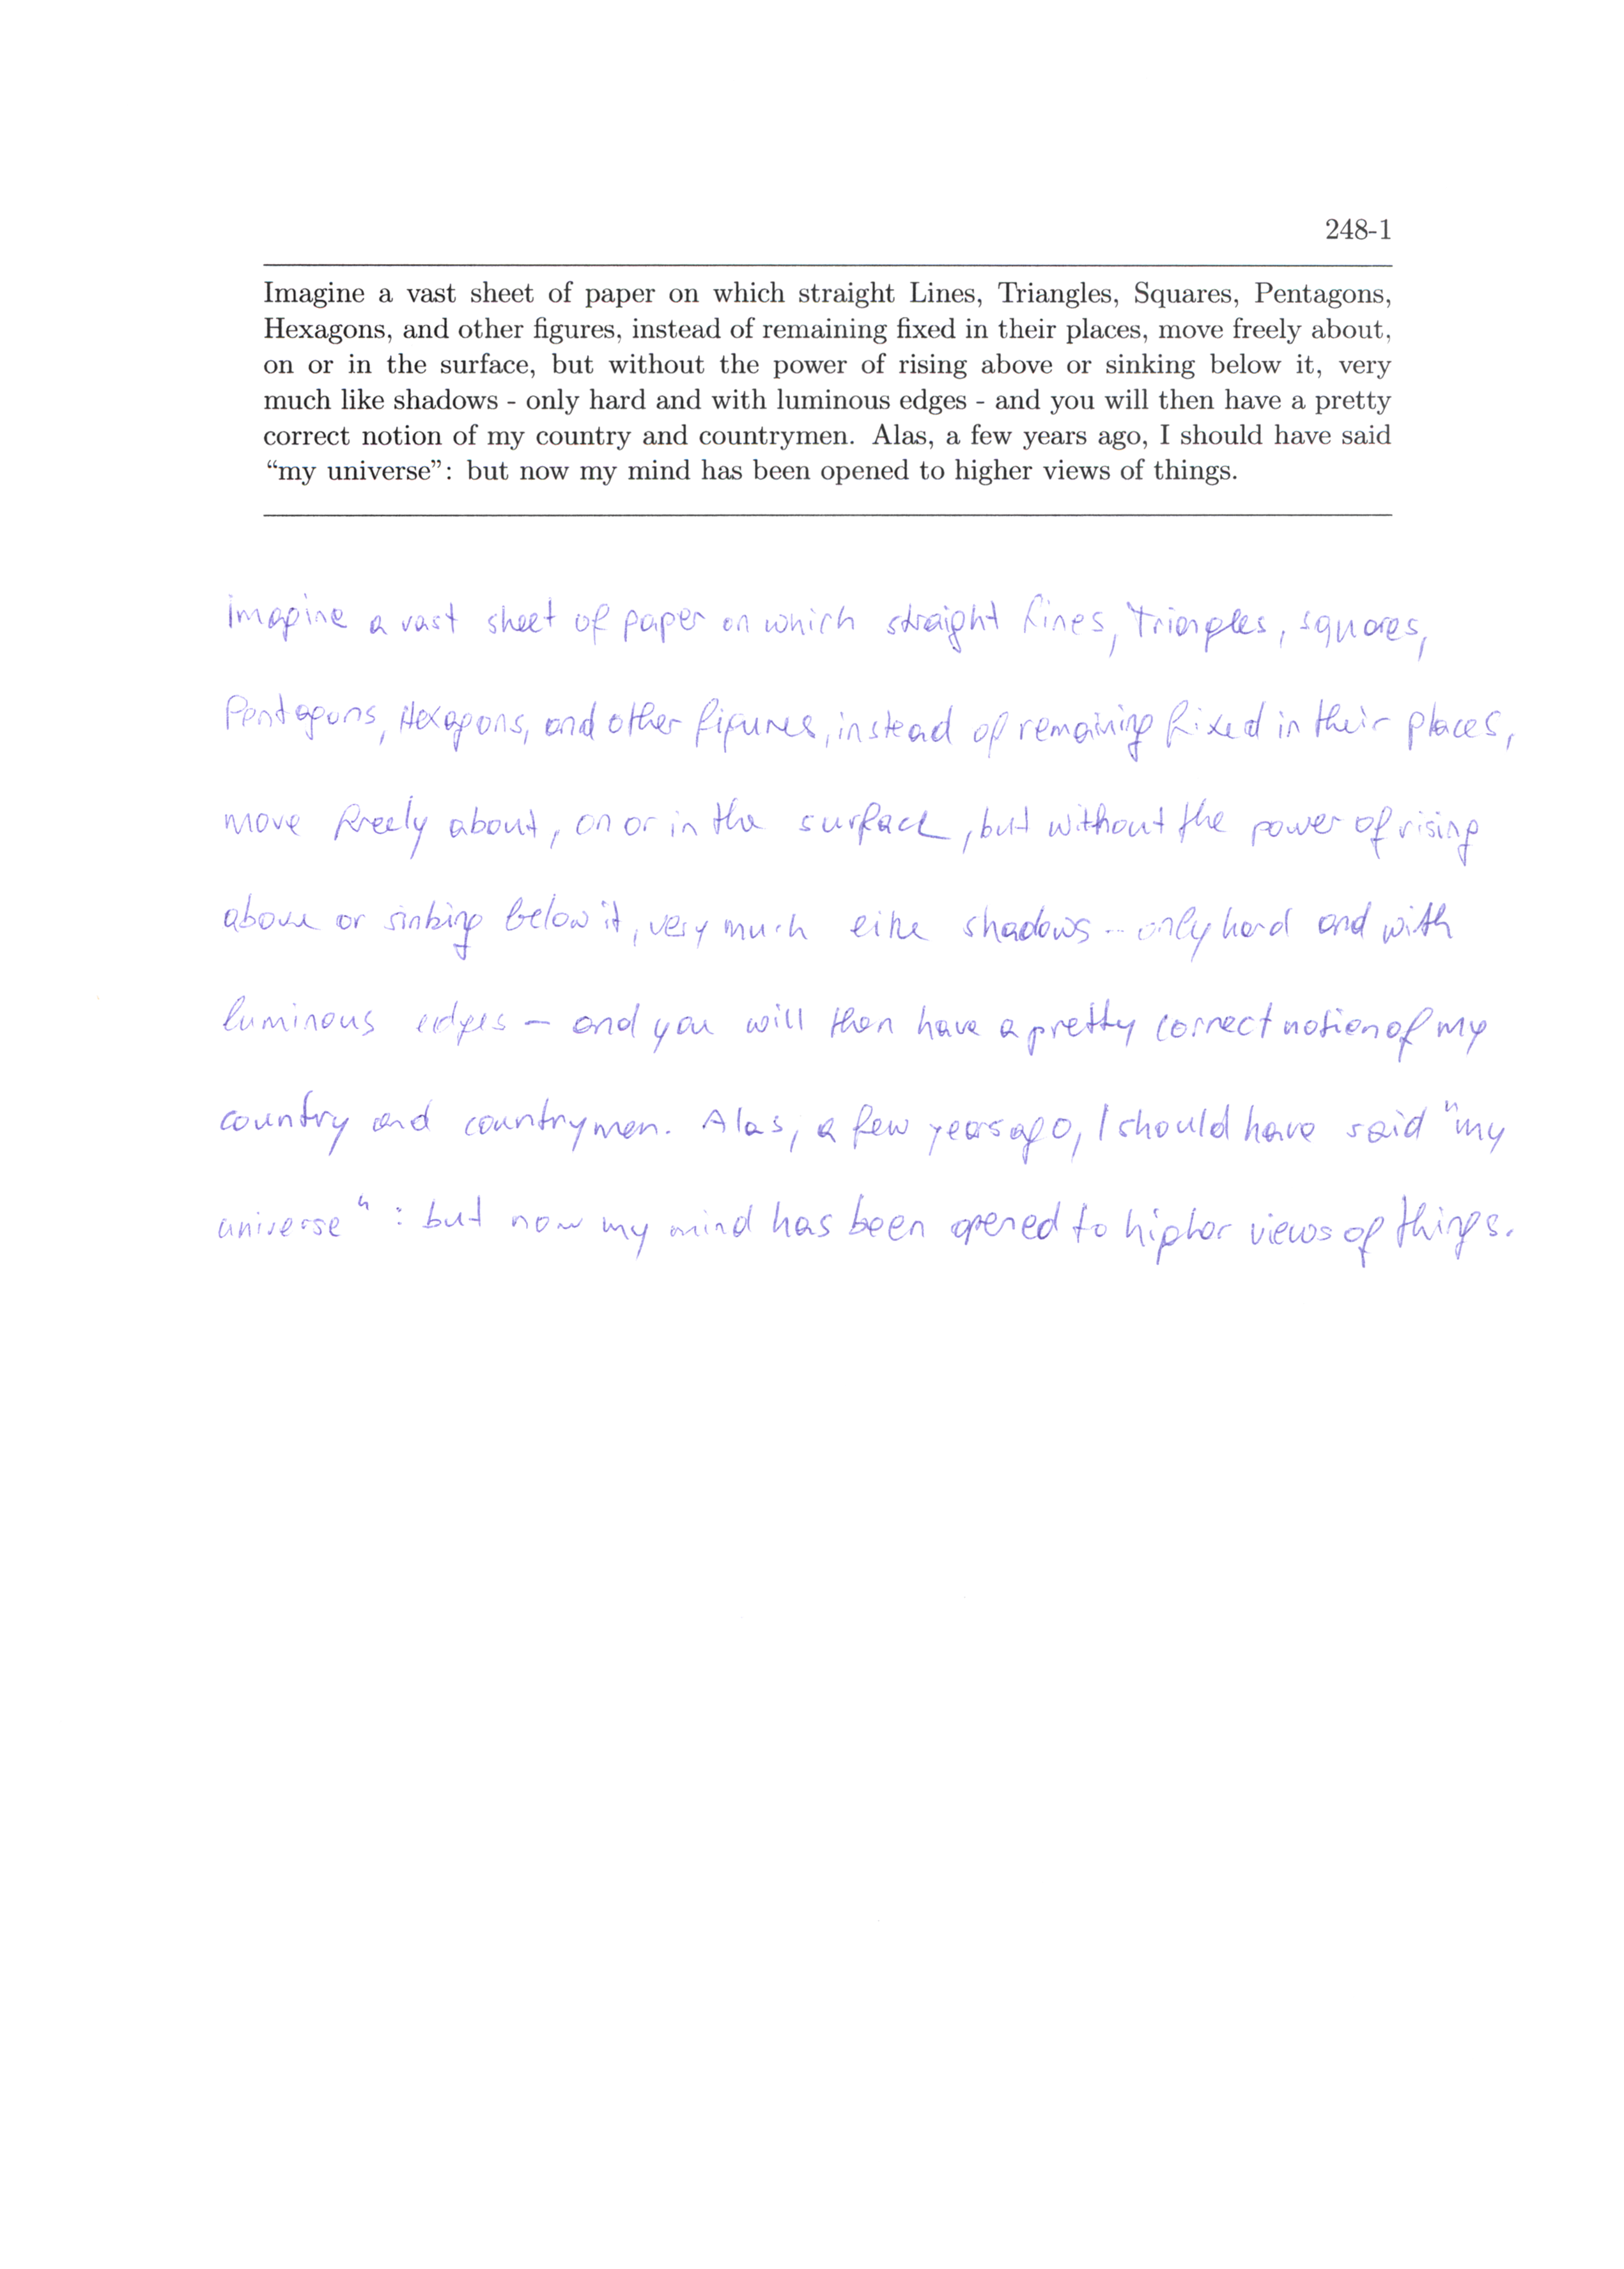 248-1
Imagine a vast sheet of paper on which straight Lines, Triangles, Squares, Pentagons,
Hexagons, and other figures, instead of remaining fixed in their places, move freely about,
on or in the surface, but without the power of rising above or sinking below it, very
much like shadows - only hard and with luminous edges - and you will then have a pretty
correct notion of my country and countrymen. Alas, a few years ago, I should have said
“my universe”: but now my mind has been opened to higher views of things.
Imagine a vast sheet of paper on which straight Lines, Triangles, squares,
Pentagons, Hexagons, and other figures, instead of remaining fixed in their places,
move freely about, on or in the surface, but without the power of rising
above or sinking below it, very much like shadows - only hard and with
luminous edges - and you will then have a pretty correct notion of my
country and countrymen. Alas, a few years ago, I should have said "my
universe": but now my mind has been opened to higher views of things.